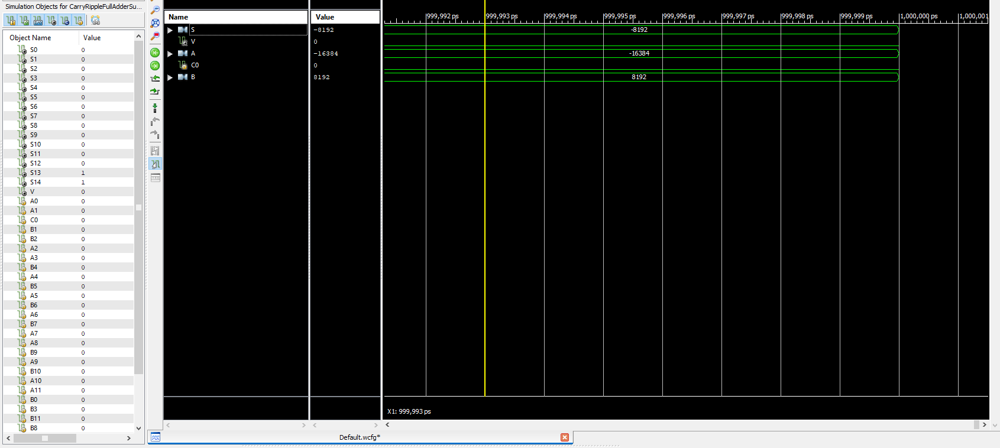 Simulation Objects for CarryRippleFullAdderSu...
Object Name Value
S0 0
S1 0
S2 0
S3 0
S4 0
S5 0
S6 0
S7 0
S8 0
S9 0
S10 0
S11 0
S12 0
S13 1
S14 1
V 0
A0 0
A1 0
C0 0
B1 0
B2 0
A2 0
A3 0
B4 0
A4 0
B5 0
A5 0
B6 0
A6 0
B7 0
A7 0
A8 0
B9 0
A9 0
B10 0
A10 0
A11 0
B0 0
B3 0
B11 0
B8 0
Name Value
S -8192
V 0
A -16384
C0 0
B 8192
999,992 ps 999,993 ps 999,994 ps 999,995 ps 999,996 ps 999,997 ps 999,998 ps 999,999 ps 1,000,000 ps 1,000,001
-8192
-16384
8192
X1: 999,993 ps
Default.wcfg*